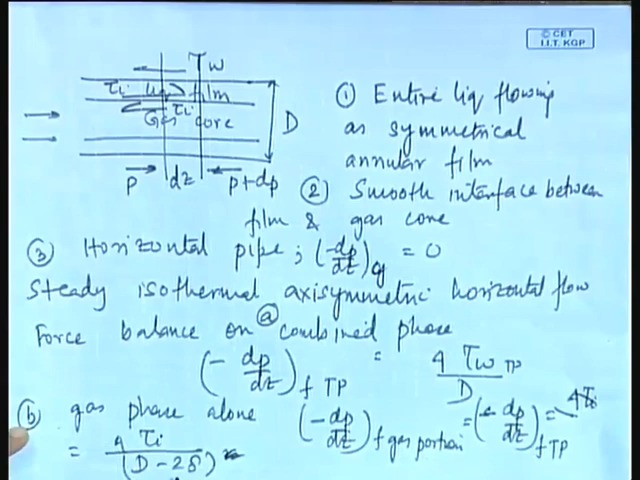 © CET
I.I.T. KGP
τw
τi liq film
τi
Gas core
D
P dz P+dp
① Entire liq flowing
as symmetrical
annular film
② Smooth interface between
film & gas core
③ Horizontal pipe ; (-dp/dz)g = 0
Steady isothermal axisymmetric horizontal flow
Force balance on ⓐ combined phase
(-dp/dz)f TP = 4 τw TP / D
ⓑ gas phase alone (-dp/dz)f gas portion = (-dp/dz)f TP =
= 4 τi / (D-2δ)